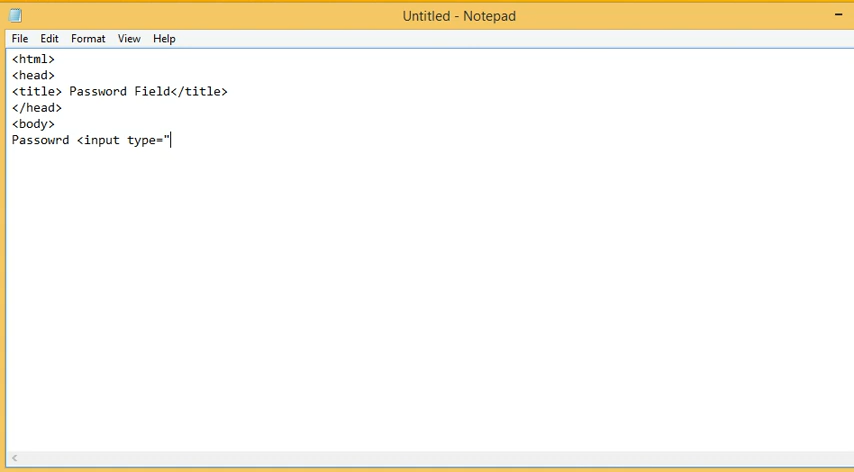 Untitled - Notepad
File Edit Format View Help
<html>
<head>
<title> Password Field</title>
</head>
<body>
Passowrd <input type="